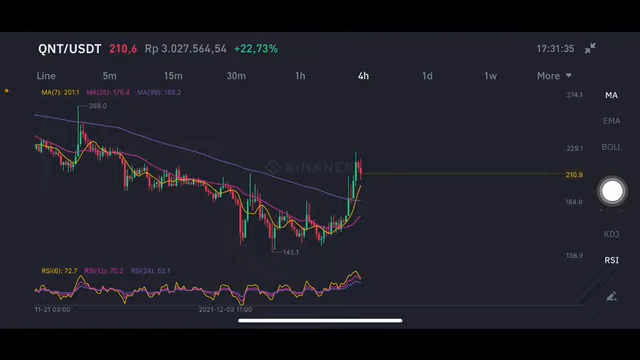 QNT/USDT 210,6 Rp 3.027.564,54 +22,73% 17:31:35
Line 5m 15m 30m 1h 4h 1d 1w More
MA(7): 201.1 MA(25): 175.4 MA(99): 188.2
274.1
MA
268.0
EMA
229.1
BOLL
BINANCE
210.9
184.0
KDJ
145.1
136.9
RSI
RSI(6): 72.7 RSI(12): 70.2 RSI(24): 62.1
11-21 03:00 2021-12-03 11:00